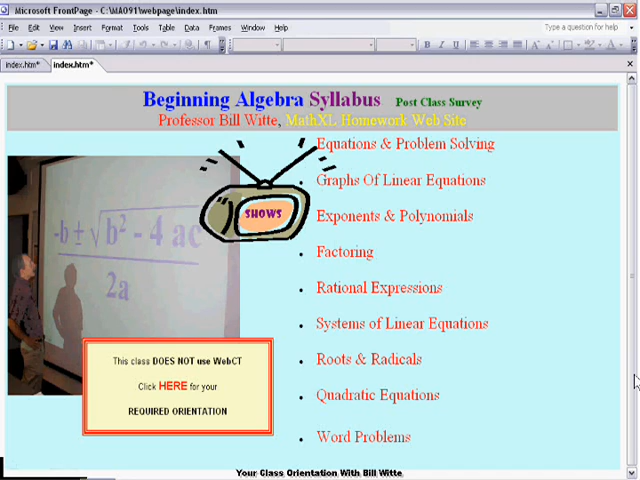 Microsoft FrontPage - C:\MA091\webpage\index.htm
File Edit View Insert Format Tools Table Data Frames Window Help
Type a question for help
index.htm* index.htm*
Beginning Algebra Syllabus Post Class Survey
Professor Bill Witte, MathXL Homework Web Site
Equations & Problem Solving
Graphs Of Linear Equations
SHOWS
Exponents & Polynomials
-b ± √b² - 4 ac
2a
Factoring
Rational Expressions
Systems of Linear Equations
Roots & Radicals
This class DOES NOT use WebCT
Click HERE for your
REQUIRED ORIENTATION
Quadratic Equations
Word Problems
Your Class Orientation With Bill Witte